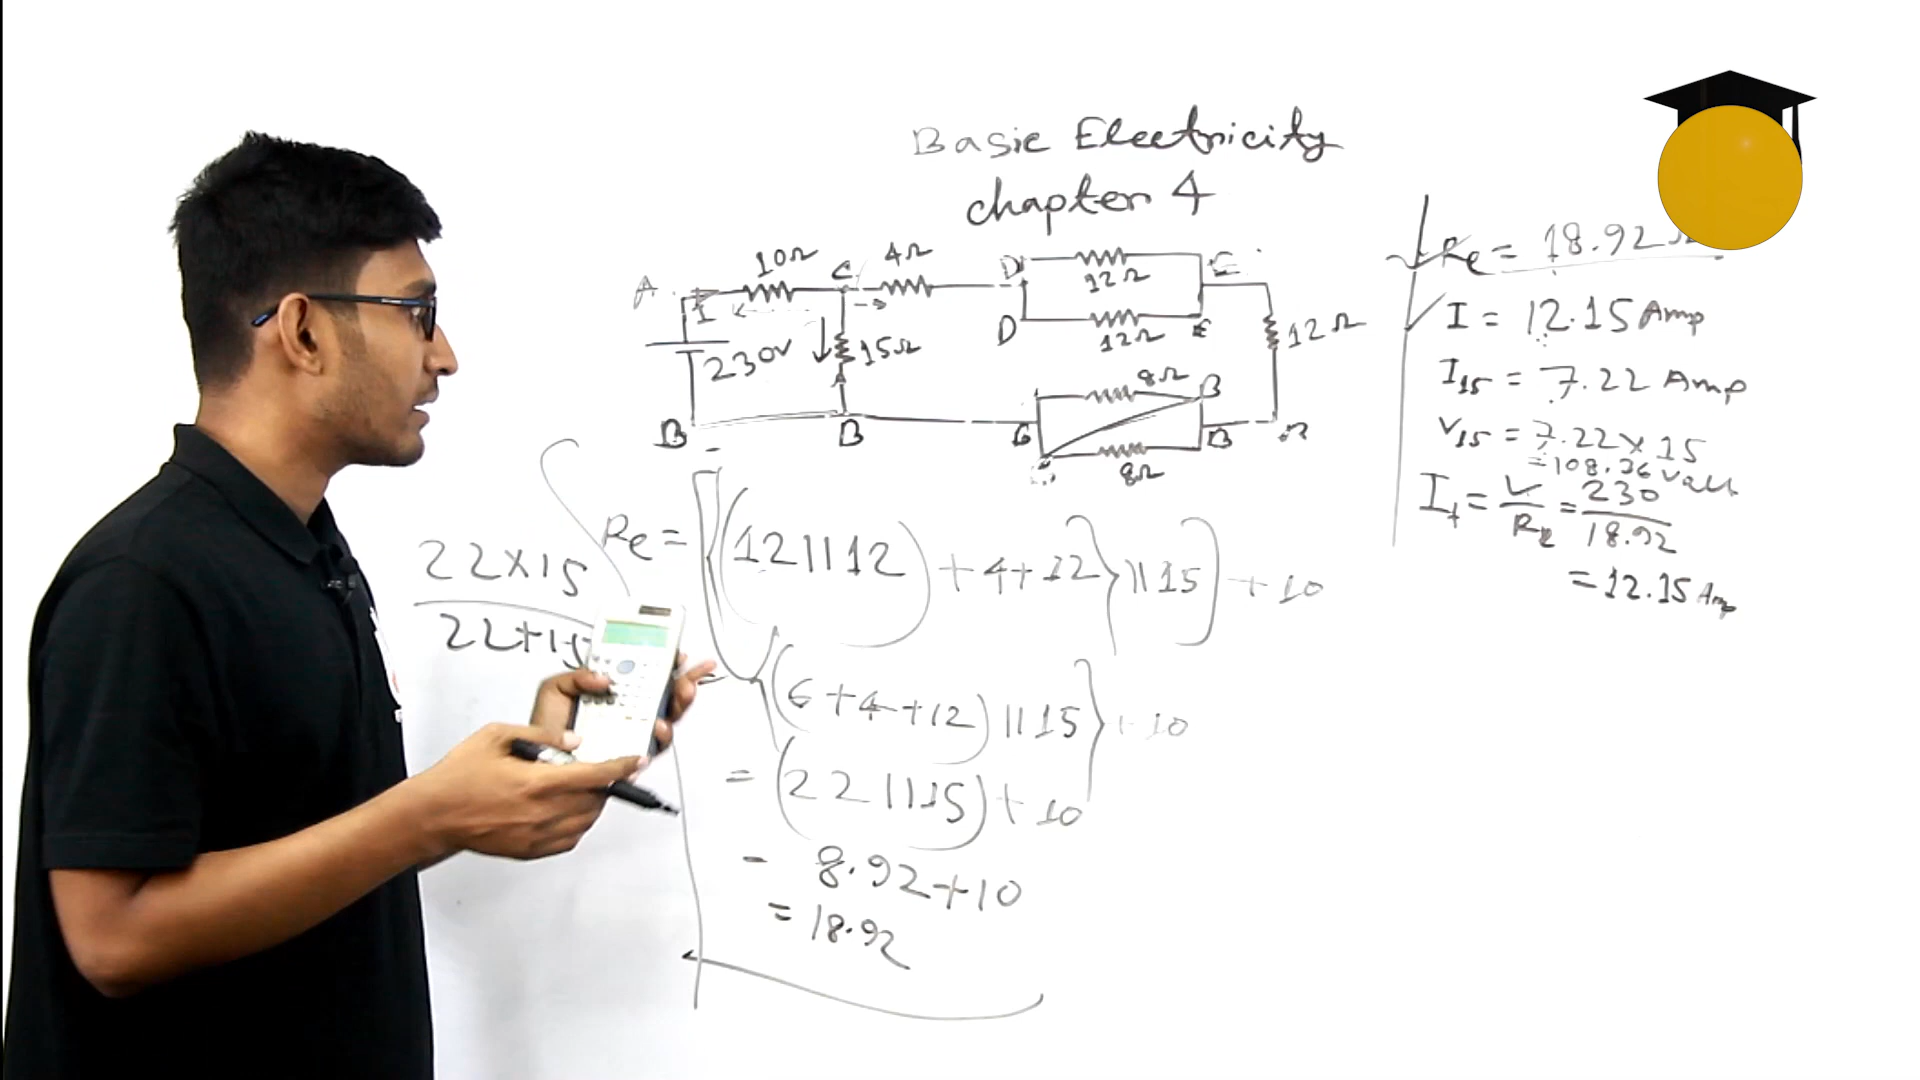 Basic Electricity
chapter 4
10Ω
C
4Ω
D
12Ω
E
A
I
230V
15Ω
A
D
12Ω
E
12Ω
8Ω
B
B
B
B
8Ω
Re = [{(12||12) + 4+12}||15] + 10
= {(6+4+12)||15} + 10
= (22||15) + 10
= 8.92+10
= 18.92
22×15
22+15
Re = 18.92Ω
I = 12.15 Amp
I15 = 7.22 Amp
V15 = 7.22×15
= 108.36 Volt
It = V/Re = 230/18.92
= 12.15 Amp